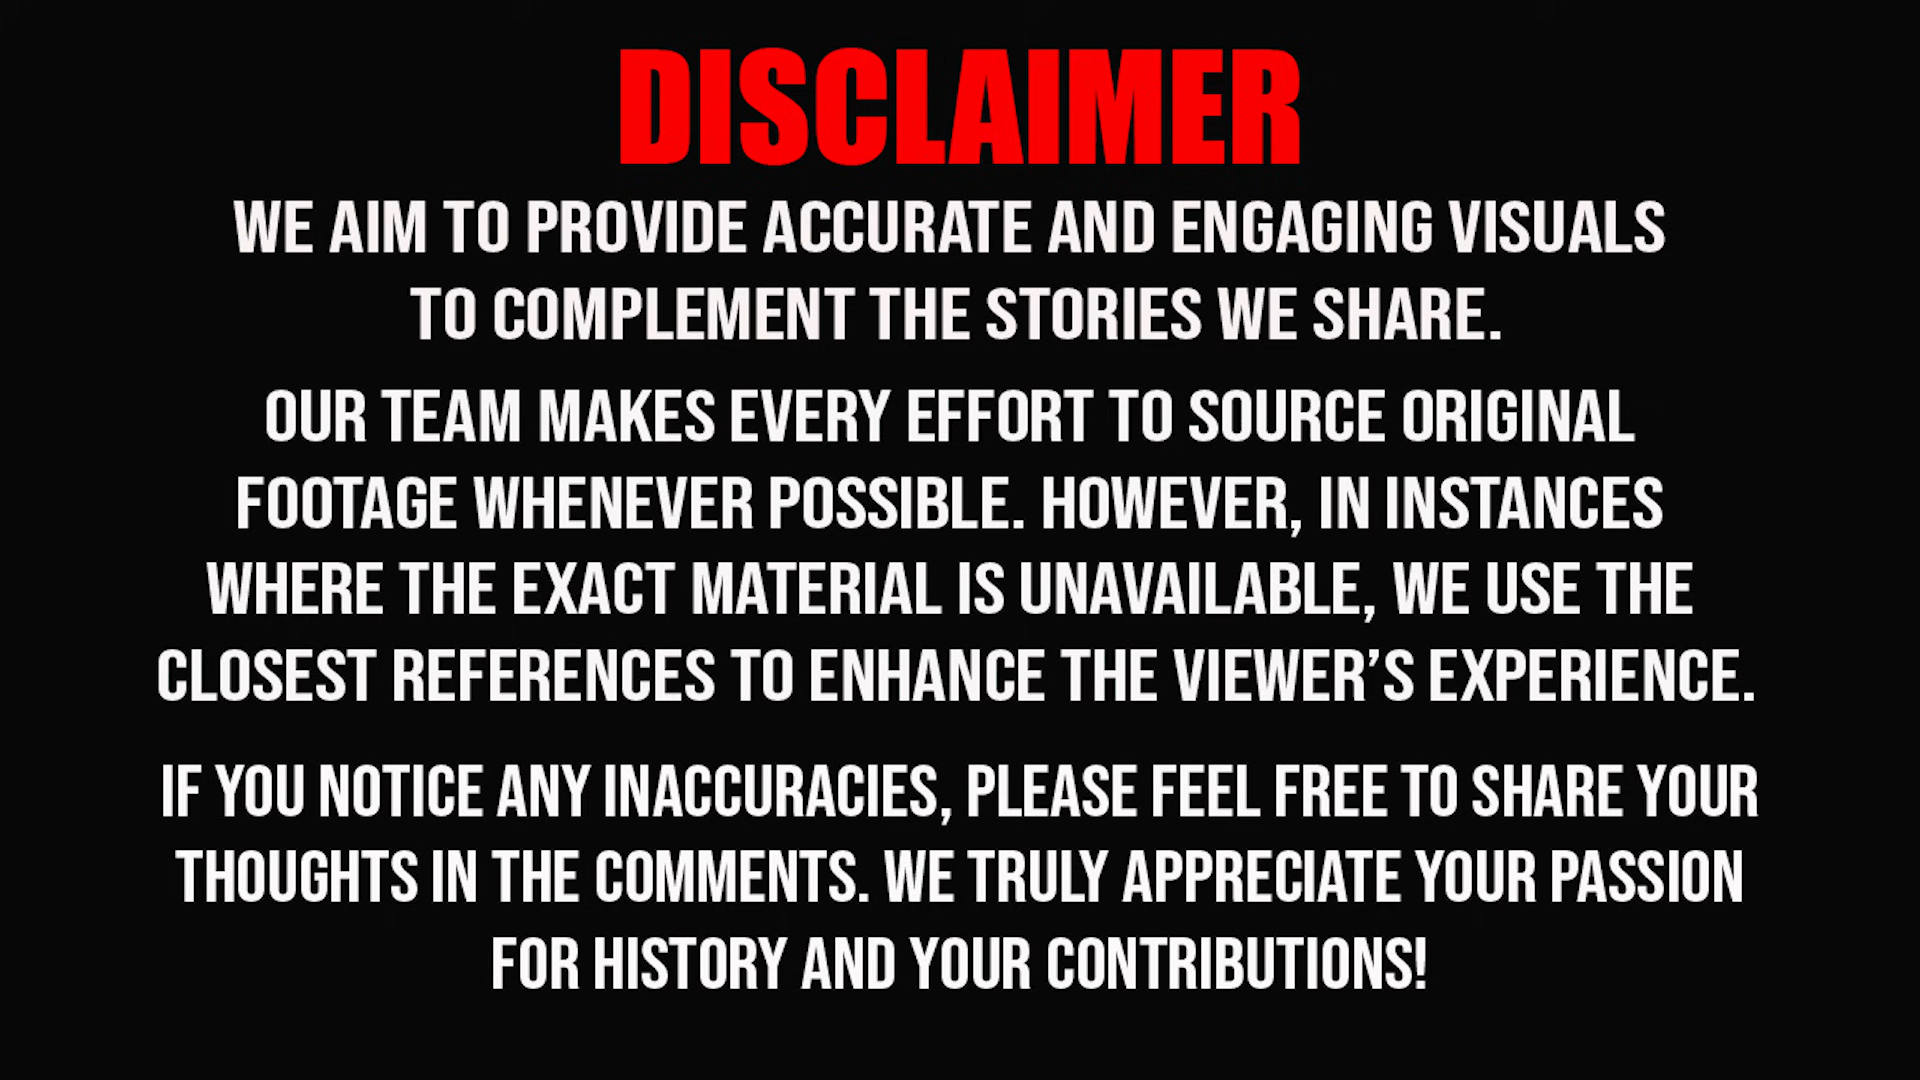 DISCLAIMER
WE AIM TO PROVIDE ACCURATE AND ENGAGING VISUALS
TO COMPLEMENT THE STORIES WE SHARE.
OUR TEAM MAKES EVERY EFFORT TO SOURCE ORIGINAL
FOOTAGE WHENEVER POSSIBLE. HOWEVER, IN INSTANCES
WHERE THE EXACT MATERIAL IS UNAVAILABLE, WE USE THE
CLOSEST REFERENCES TO ENHANCE THE VIEWER’S EXPERIENCE.
IF YOU NOTICE ANY INACCURACIES, PLEASE FEEL FREE TO SHARE YOUR
THOUGHTS IN THE COMMENTS. WE TRULY APPRECIATE YOUR PASSION
FOR HISTORY AND YOUR CONTRIBUTIONS!